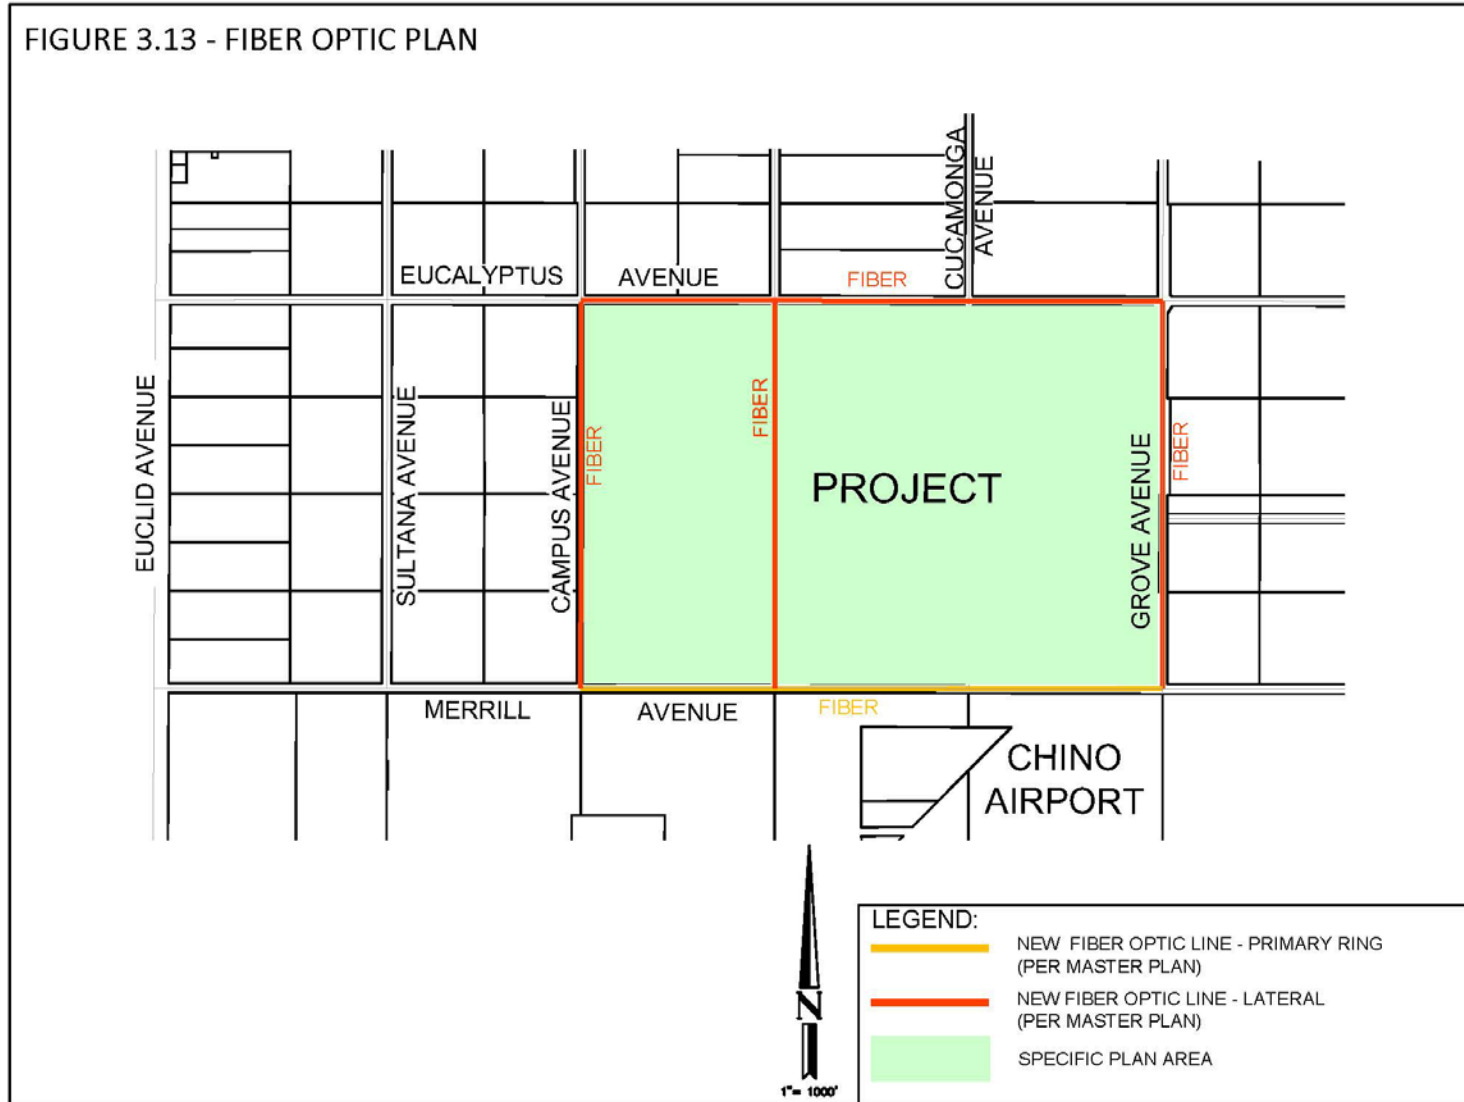 FIGURE 3.13 - FIBER OPTIC PLAN
CUCAMONGA
AVENUE
EUCALYPTUS
AVENUE
FIBER
EUCLID AVENUE
SULTANA AVENUE
CAMPUS AVENUE
FIBER
FIBER
PROJECT
GROVE AVENUE
FIBER
MERRILL
AVENUE
FIBER
CHINO
AIRPORT
N
1"= 1000'
LEGEND:
NEW FIBER OPTIC LINE - PRIMARY RING
(PER MASTER PLAN)
NEW FIBER OPTIC LINE - LATERAL
(PER MASTER PLAN)
SPECIFIC PLAN AREA